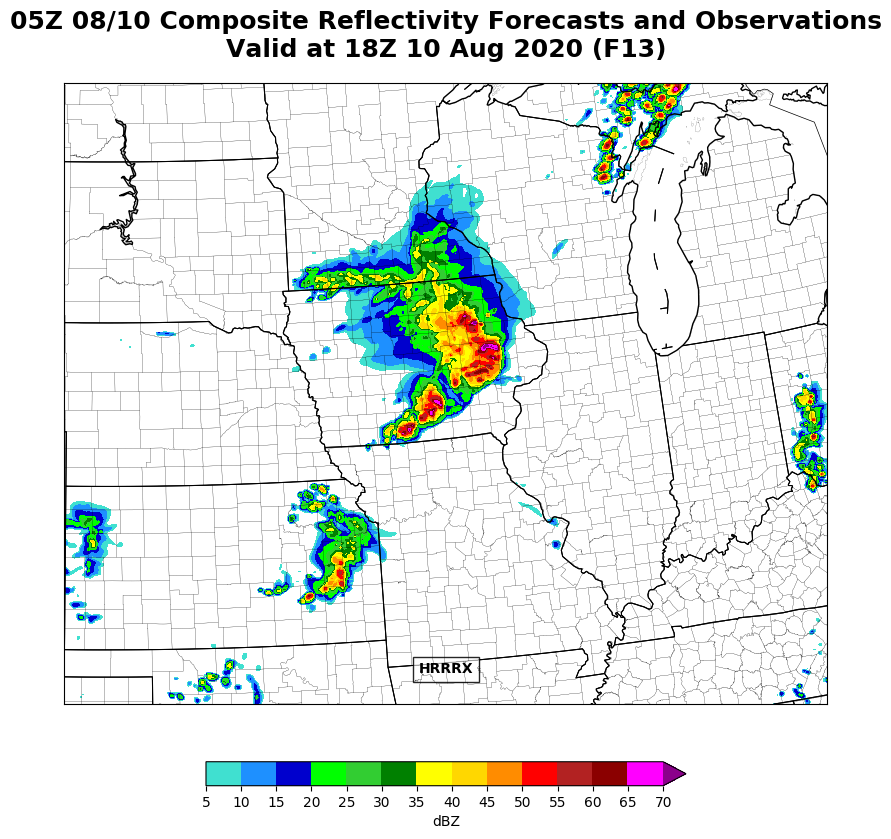 05Z 08/10 Composite Reflectivity Forecasts and Observations
Valid at 18Z 10 Aug 2020 (F13)
HRRRX
5 10 15 20 25 30 35 40 45 50 55 60 65 70
dBZ